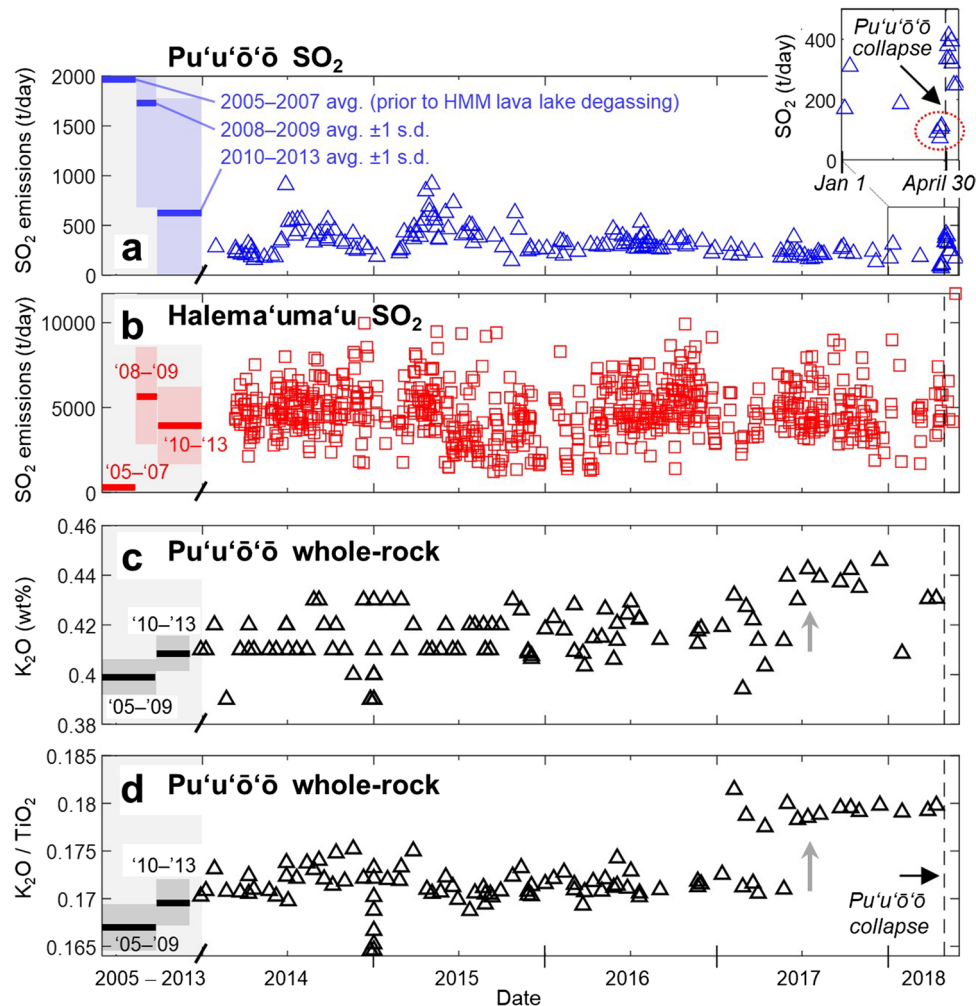 a
Pu‘u‘ō‘ō SO2
SO2 emissions (t/day)
2000
1500
1000
500
0
2005–2007 avg. (prior to HMM lava lake degassing)
2008–2009 avg. ±1 s.d.
2010–2013 avg. ±1 s.d.
SO2 (t/day)
400
200
0
Pu‘u‘ō‘ō
collapse
Jan 1
April 30
b
Halema‘uma‘u SO2
SO2 emissions (t/day)
10000
5000
0
‘08–‘09
‘10–‘13
‘05–‘07
c
Pu‘u‘ō‘ō whole-rock
K2O (wt%)
0.46
0.44
0.42
0.4
0.38
‘10–’13
‘05–’09
d
Pu‘u‘ō‘ō whole-rock
K2O / TiO2
0.185
0.18
0.175
0.17
0.165
‘10–’13
‘05–’09
Pu‘u‘ō‘ō
collapse
2005 – 2013
2014
2015
2016
2017
2018
Date